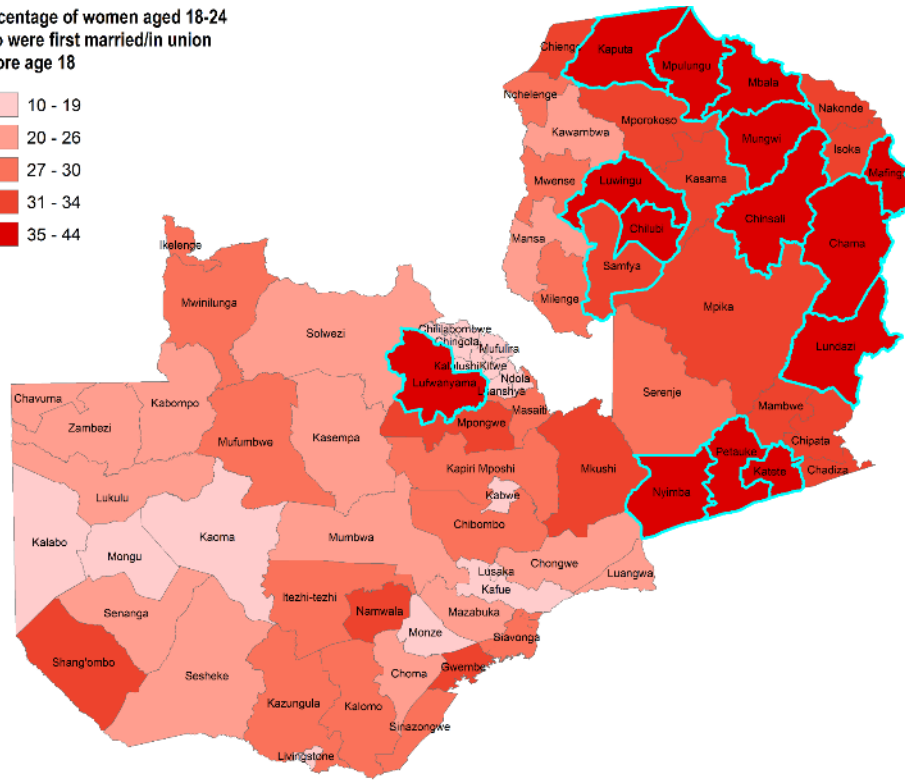 centage of women aged 18-24
o were first married/in union
ore age 18
10 - 19
20 - 26
27 - 30
31 - 34
35 - 44
Chieng
Kaputa
Mpulungu
Mbala
Nchelenge
Mporokoso
Nakonde
Kawambwa
Mungwi
Isoka
Mwense
Luwingu
Kasama
Mafinga
Chilubi
Chinsali
Chama
Mansa
Samfya
Ikelenge
Milenge
Mpika
Mwinilunga
Solwezi
Chililabombwe
Chingola
Mufulira
Lundazi
Kalulushi
Kitwe
Lufwanyama
Ndola
Luanshya
Serenje
Chavuma
Kabompo
Masaiti
Mambwe
Zambezi
Mpongwe
Kasempa
Mufumbwe
Chipata
Petauke
Kapiri Mposhi
Mkushi
Katete
Chadiza
Lukulu
Kabwe
Nyimba
Chibombo
Kaoma
Mumbwa
Kalabo
Mongu
Chongwe
Lusaka
Luangwa
Kafue
Itezhi-tezhi
Namwala
Mazabuka
Senanga
Monze
Siavonga
Shang'ombo
Gwembe
Choma
Sesheke
Kazungula
Kalomo
Sinazongwe
Livingstone